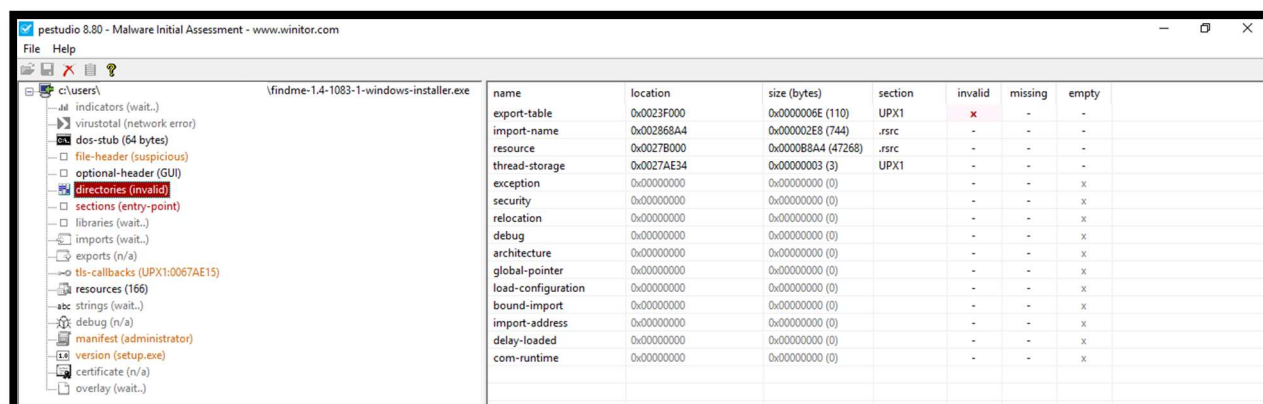 pestudio 8.80 - Malware Initial Assessment - www.winitor.com
File Help
c:\users\ \findme-1.4-1083-1-windows-installer.exe
indicators (wait..)
virustotal (network error)
dos-stub (64 bytes)
file-header (suspicious)
optional-header (GUI)
directories (invalid)
sections (entry-point)
libraries (wait..)
imports (wait..)
exports (n/a)
tls-callbacks (UPX1:0067AE15)
resources (166)
abc strings (wait..)
debug (n/a)
manifest (administrator)
1.0 version (setup.exe)
certificate (n/a)
overlay (wait..)
name location size (bytes) section invalid missing empty
export-table 0x0023F000 0x0000006E (110) UPX1 x - -
import-name 0x002868A4 0x000002E8 (744) .rsrc - - -
resource 0x0027B000 0x0000B8A4 (47268) .rsrc - - -
thread-storage 0x0027AE34 0x00000003 (3) UPX1 - - -
exception 0x00000000 0x00000000 (0) - - x
security 0x00000000 0x00000000 (0) - - x
relocation 0x00000000 0x00000000 (0) - - x
debug 0x00000000 0x00000000 (0) - - x
architecture 0x00000000 0x00000000 (0) - - x
global-pointer 0x00000000 0x00000000 (0) - - x
load-configuration 0x00000000 0x00000000 (0) - - x
bound-import 0x00000000 0x00000000 (0) - - x
import-address 0x00000000 0x00000000 (0) - - x
delay-loaded 0x00000000 0x00000000 (0) - - x
com-runtime 0x00000000 0x00000000 (0) - - x